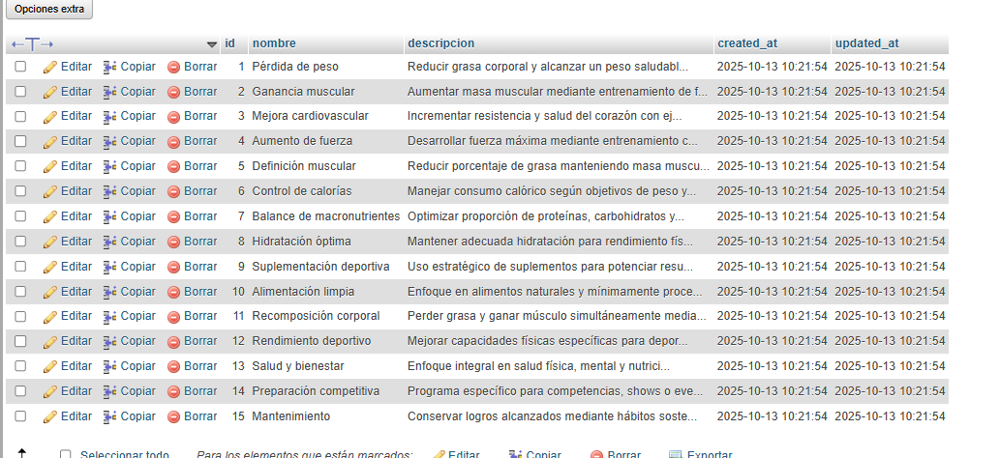 Opciones extra
←T→ id nombre descripcion created_at updated_at
Editar Copiar Borrar 1 Pérdida de peso Reducir grasa corporal y alcanzar un peso saludabl... 2025-10-13 10:21:54 2025-10-13 10:21:54
Editar Copiar Borrar 2 Ganancia muscular Aumentar masa muscular mediante entrenamiento de f... 2025-10-13 10:21:54 2025-10-13 10:21:54
Editar Copiar Borrar 3 Mejora cardiovascular Incrementar resistencia y salud del corazón con ej... 2025-10-13 10:21:54 2025-10-13 10:21:54
Editar Copiar Borrar 4 Aumento de fuerza Desarrollar fuerza máxima mediante entrenamiento c... 2025-10-13 10:21:54 2025-10-13 10:21:54
Editar Copiar Borrar 5 Definición muscular Reducir porcentaje de grasa manteniendo masa muscu... 2025-10-13 10:21:54 2025-10-13 10:21:54
Editar Copiar Borrar 6 Control de calorías Manejar consumo calórico según objetivos de peso y... 2025-10-13 10:21:54 2025-10-13 10:21:54
Editar Copiar Borrar 7 Balance de macronutrientes Optimizar proporción de proteínas, carbohidratos y... 2025-10-13 10:21:54 2025-10-13 10:21:54
Editar Copiar Borrar 8 Hidratación óptima Mantener adecuada hidratación para rendimiento fís... 2025-10-13 10:21:54 2025-10-13 10:21:54
Editar Copiar Borrar 9 Suplementación deportiva Uso estratégico de suplementos para potenciar resu... 2025-10-13 10:21:54 2025-10-13 10:21:54
Editar Copiar Borrar 10 Alimentación limpia Enfoque en alimentos naturales y mínimamente proce... 2025-10-13 10:21:54 2025-10-13 10:21:54
Editar Copiar Borrar 11 Recomposición corporal Perder grasa y ganar músculo simultáneamente media... 2025-10-13 10:21:54 2025-10-13 10:21:54
Editar Copiar Borrar 12 Rendimiento deportivo Mejorar capacidades físicas específicas para depor... 2025-10-13 10:21:54 2025-10-13 10:21:54
Editar Copiar Borrar 13 Salud y bienestar Enfoque integral en salud física, mental y nutrici... 2025-10-13 10:21:54 2025-10-13 10:21:54
Editar Copiar Borrar 14 Preparación competitiva Programa específico para competencias, shows o eve... 2025-10-13 10:21:54 2025-10-13 10:21:54
Editar Copiar Borrar 15 Mantenimiento Conservar logros alcanzados mediante hábitos soste... 2025-10-13 10:21:54 2025-10-13 10:21:54
Seleccionar todo Para los elementos que están marcados: Editar Copiar Borrar Exportar